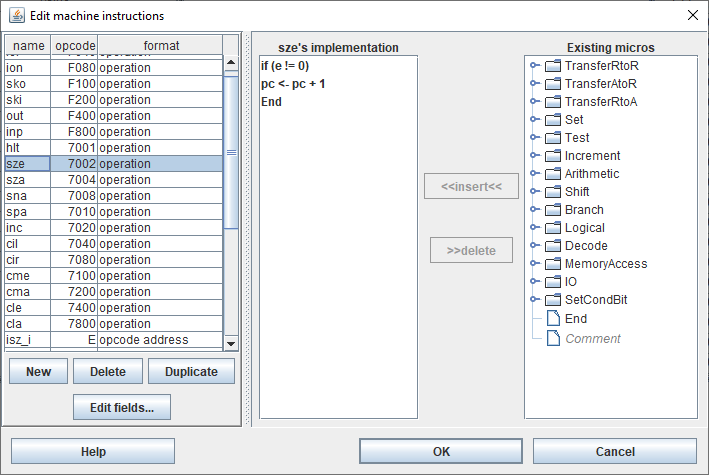 Edit machine instructions
name opcode format
ion F080 operation
sko F100 operation
ski F200 operation
out F400 operation
inp F800 operation
hlt 7001 operation
sze 7002 operation
sza 7004 operation
sna 7008 operation
spa 7010 operation
inc 7020 operation
cil 7040 operation
cir 7080 operation
cme 7100 operation
cma 7200 operation
cle 7400 operation
cla 7800 operation
isz_i E opcode address
New Delete Duplicate
Edit fields...
sze's implementation
if (e != 0)
pc <- pc + 1
End
<<insert<<
>>delete
Existing micros
TransferRtoR
TransferAtoR
TransferRtoA
Set
Test
Increment
Arithmetic
Shift
Branch
Logical
Decode
MemoryAccess
IO
SetCondBit
End
Comment
Help OK Cancel